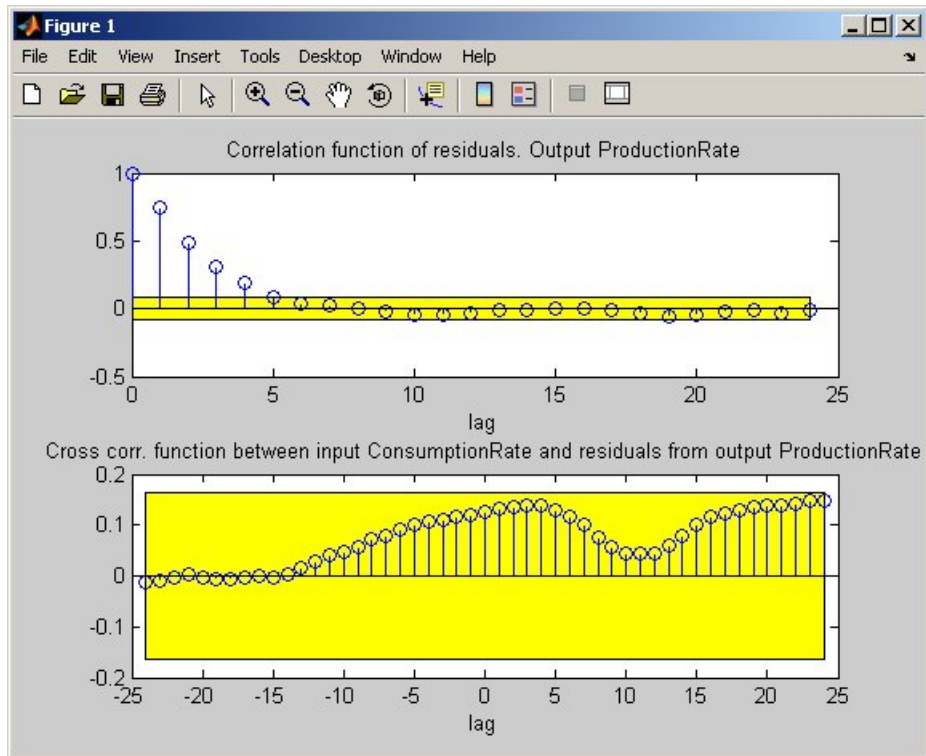 Figure 1
File Edit View Insert Tools Desktop Window Help
Correlation function of residuals. Output ProductionRate
1
0.5
0
-0.5
0 5 10 15 20 25
lag
Cross corr. function between input ConsumptionRate and residuals from output ProductionRate
0.2
0.1
0
-0.1
-0.2
-25 -20 -15 -10 -5 0 5 10 15 20 25
lag